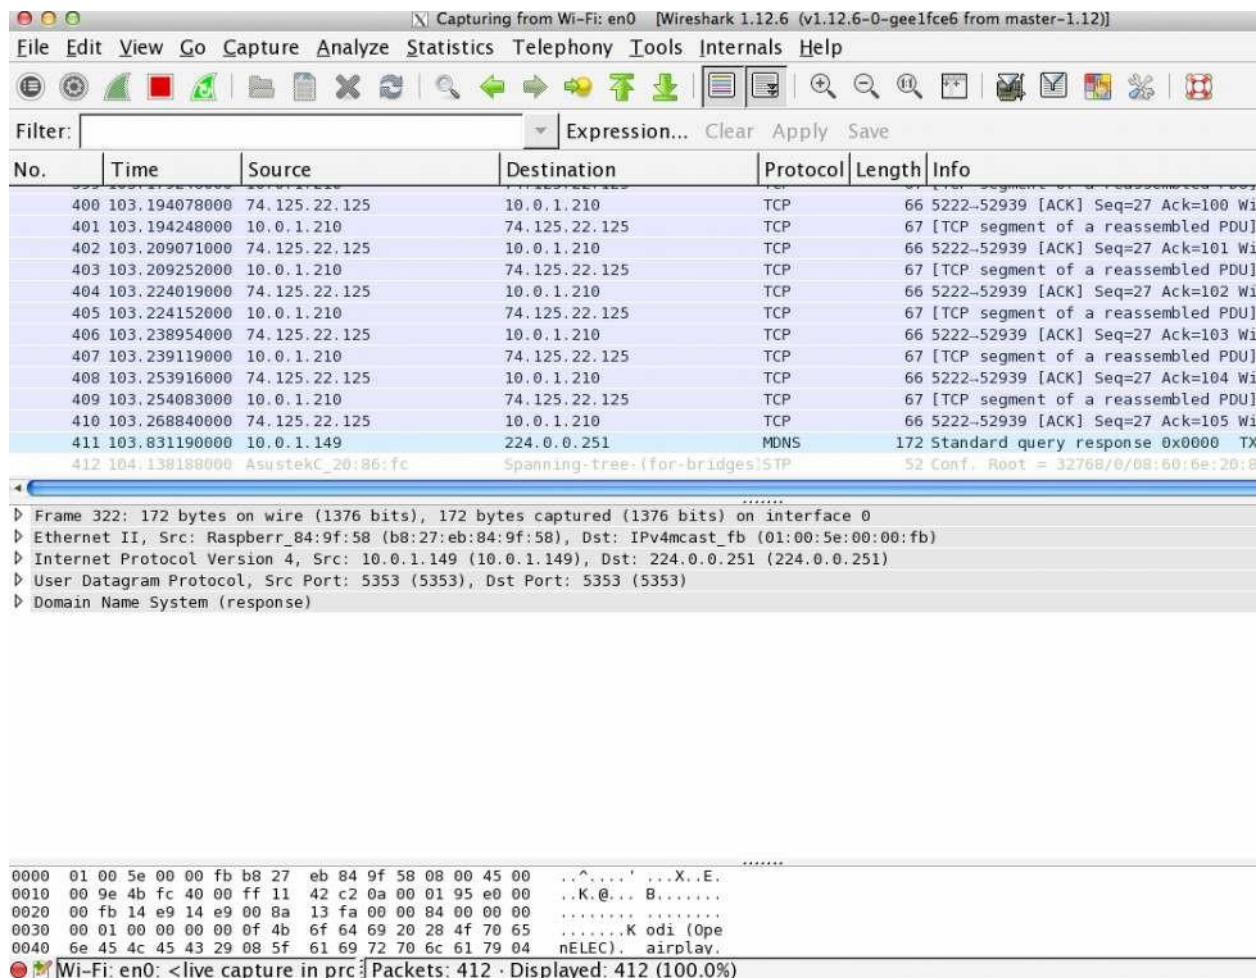 Capturing from Wi-Fi: en0 [Wireshark 1.12.6 (v1.12.6-0-gee1fce6 from master-1.12)]
File Edit View Go Capture Analyze Statistics Telephony Tools Internals Help
Filter: Expression... Clear Apply Save
No. Time Source Destination Protocol Length Info
400 103.194078000 74.125.22.125 10.0.1.210 TCP 66 5222→52939 [ACK] Seq=27 Ack=100 Wi
401 103.194248000 10.0.1.210 74.125.22.125 TCP 67 [TCP segment of a reassembled PDU]
402 103.209071000 74.125.22.125 10.0.1.210 TCP 66 5222→52939 [ACK] Seq=27 Ack=101 Wi
403 103.209252000 10.0.1.210 74.125.22.125 TCP 67 [TCP segment of a reassembled PDU]
404 103.224019000 74.125.22.125 10.0.1.210 TCP 66 5222→52939 [ACK] Seq=27 Ack=102 Wi
405 103.224152000 10.0.1.210 74.125.22.125 TCP 67 [TCP segment of a reassembled PDU]
406 103.238954000 74.125.22.125 10.0.1.210 TCP 66 5222→52939 [ACK] Seq=27 Ack=103 Wi
407 103.239119000 10.0.1.210 74.125.22.125 TCP 67 [TCP segment of a reassembled PDU]
408 103.253916000 74.125.22.125 10.0.1.210 TCP 66 5222→52939 [ACK] Seq=27 Ack=104 Wi
409 103.254083000 10.0.1.210 74.125.22.125 TCP 67 [TCP segment of a reassembled PDU]
410 103.268840000 74.125.22.125 10.0.1.210 TCP 66 5222→52939 [ACK] Seq=27 Ack=105 Wi
411 103.831190000 10.0.1.149 224.0.0.251 MDNS 172 Standard query response 0x0000 TX
412 104.138188000 AsustekC_20:86:fc Spanning-tree-(for-bridges) STP 52 Conf. Root = 32768/0/08:60:6e:20:8
Frame 322: 172 bytes on wire (1376 bits), 172 bytes captured (1376 bits) on interface 0
Ethernet II, Src: Raspberr_84:9f:58 (b8:27:eb:84:9f:58), Dst: IPv4mcast_fb (01:00:5e:00:00:fb)
Internet Protocol Version 4, Src: 10.0.1.149 (10.0.1.149), Dst: 224.0.0.251 (224.0.0.251)
User Datagram Protocol, Src Port: 5353 (5353), Dst Port: 5353 (5353)
Domain Name System (response)
0000 01 00 5e 00 00 fb b8 27 eb 84 9f 58 08 00 45 00 ..^....' ...X..E.
0010 00 9e 4b fc 40 00 ff 11 42 c2 0a 00 01 95 e0 00 ..K.@... B.......
0020 00 fb 14 e9 14 e9 00 8a 13 fa 00 00 84 00 00 00 ........ ........
0030 00 01 00 00 00 00 0f 4b 6f 64 69 20 28 4f 70 65 .......K odi (Ope
0040 6e 45 4c 45 43 29 08 5f 61 69 72 70 6c 61 79 04 nELEC)._ airplay.
Wi-Fi: en0: <live capture in prc Packets: 412 · Displayed: 412 (100.0%)